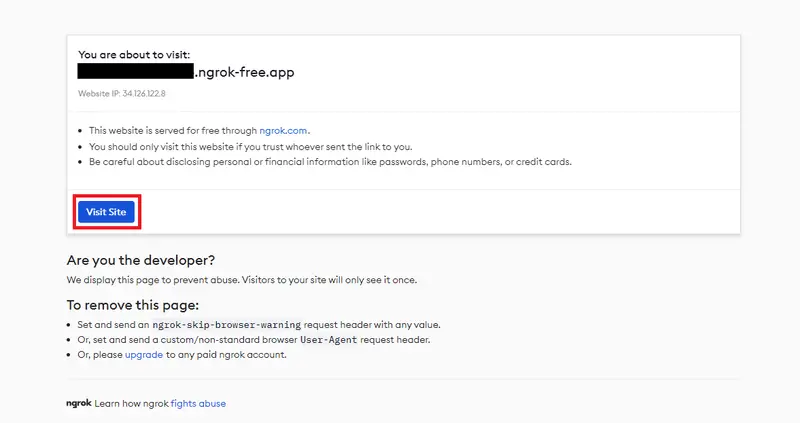 You are about to visit:
.ngrok-free.app
Website IP: 34.126.122.8
This website is served for free through ngrok.com.
You should only visit this website if you trust whoever sent the link to you.
Be careful about disclosing personal or financial information like passwords, phone numbers, or credit cards.
Visit Site
Are you the developer?
We display this page to prevent abuse. Visitors to your site will only see it once.
To remove this page:
Set and send an ngrok-skip-browser-warning request header with any value.
Or, set and send a custom/non-standard browser User-Agent request header.
Or, please upgrade to any paid ngrok account.
ngrok Learn how ngrok fights abuse